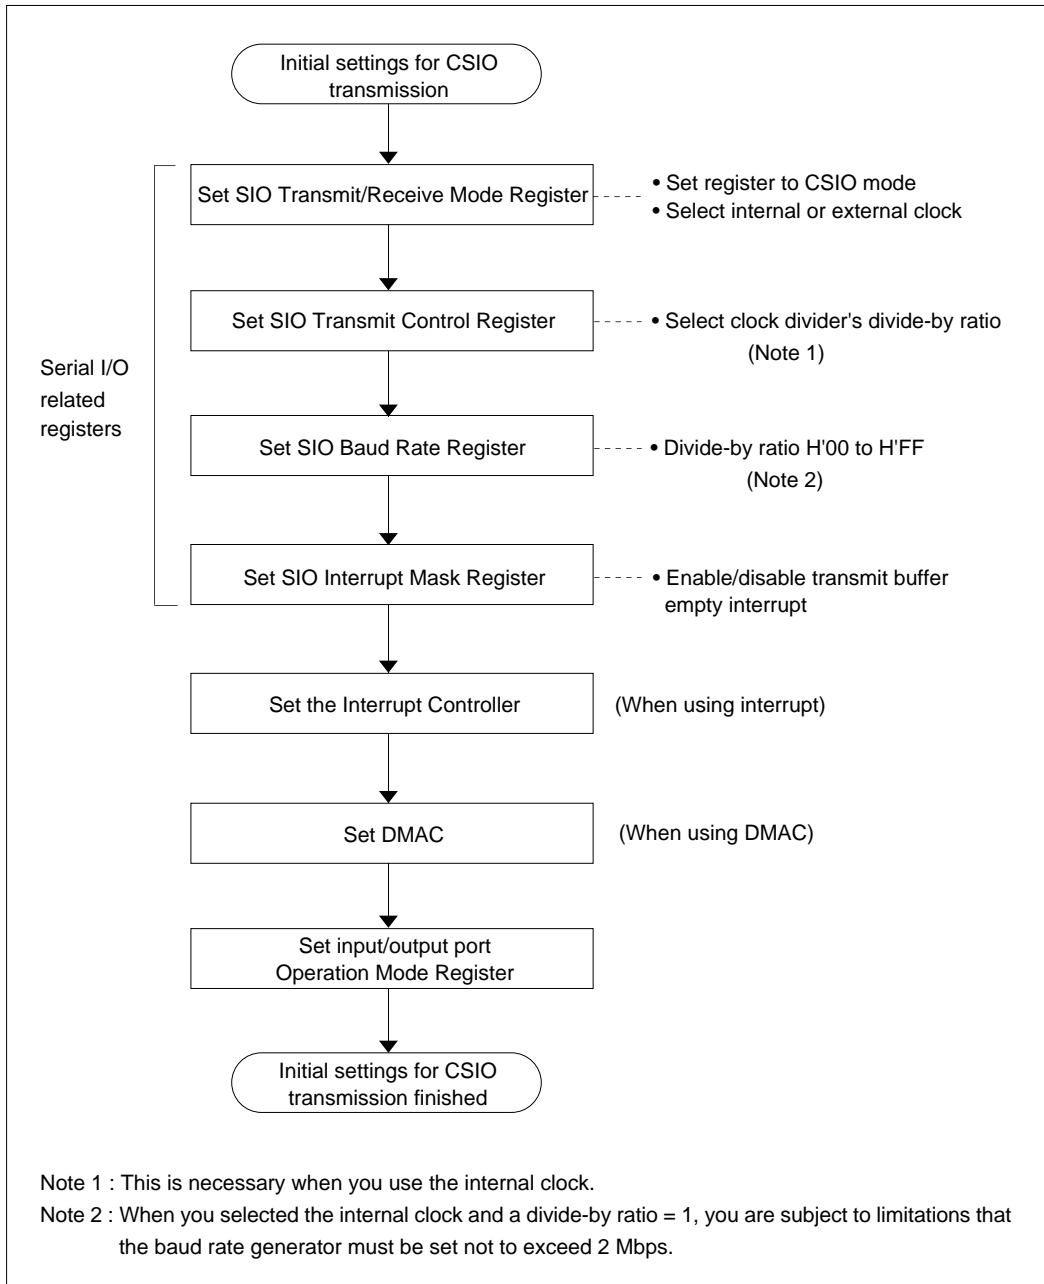 Initial settings for CSIO
transmission
Set SIO Transmit/Receive Mode Register
• Set register to CSIO mode
• Select internal or external clock
Set SIO Transmit Control Register
• Select clock divider's divide-by ratio
(Note 1)
Serial I/O
related
registers
Set SIO Baud Rate Register
• Divide-by ratio H'00 to H'FF
(Note 2)
Set SIO Interrupt Mask Register
• Enable/disable transmit buffer
empty interrupt
Set the Interrupt Controller
(When using interrupt)
Set DMAC
(When using DMAC)
Set input/output port
Operation Mode Register
Initial settings for CSIO
transmission finished
Note 1 : This is necessary when you use the internal clock.
Note 2 : When you selected the internal clock and a divide-by ratio = 1, you are subject to limitations that
the baud rate generator must be set not to exceed 2 Mbps.